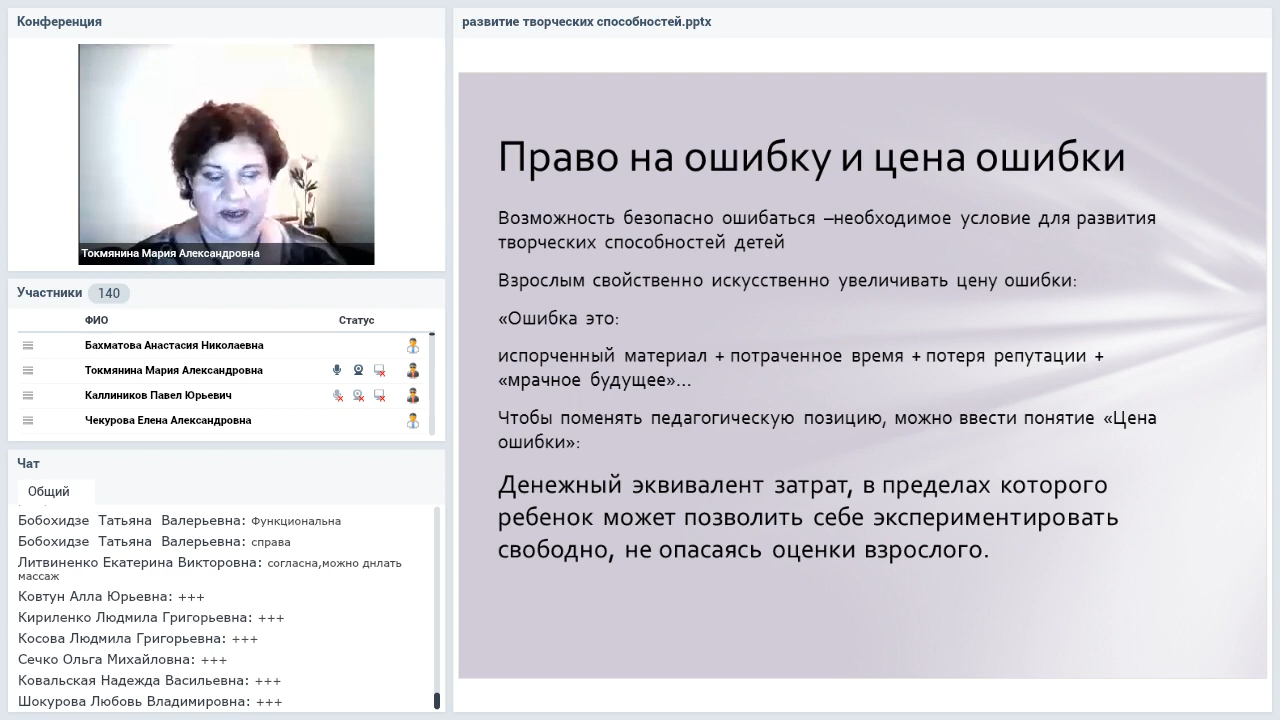 Конференция
Токмянина Мария Александровна
Участники 140
ФИО Статус
Бахматова Анастасия Николаевна
Токмянина Мария Александровна
Каллиников Павел Юрьевич
Чекурова Елена Александровна
Чат
Общий
Бобохидзе Татьяна Валерьевна: Функциональна
Бобохидзе Татьяна Валерьевна: справа
Литвиненко Екатерина Викторовна: согласна,можно днлать
массаж
Ковтун Алла Юрьевна: +++
Кириленко Людмила Григорьевна: +++
Косова Людмила Григорьевна: +++
Сечко Ольга Михайловна: +++
Ковальская Надежда Васильевна: +++
Шокурова Любовь Владимировна: +++
развитие творческих способностей.pptx
Право на ошибку и цена ошибки
Возможность безопасно ошибаться –необходимое условие для развития
творческих способностей детей
Взрослым свойственно искусственно увеличивать цену ошибки:
«Ошибка это:
испорченный материал + потраченное время + потеря репутации +
«мрачное будущее»...
Чтобы поменять педагогическую позицию, можно ввести понятие «Цена
ошибки»:
Денежный эквивалент затрат, в пределах которого
ребенок может позволить себе экспериментировать
свободно, не опасаясь оценки взрослого.